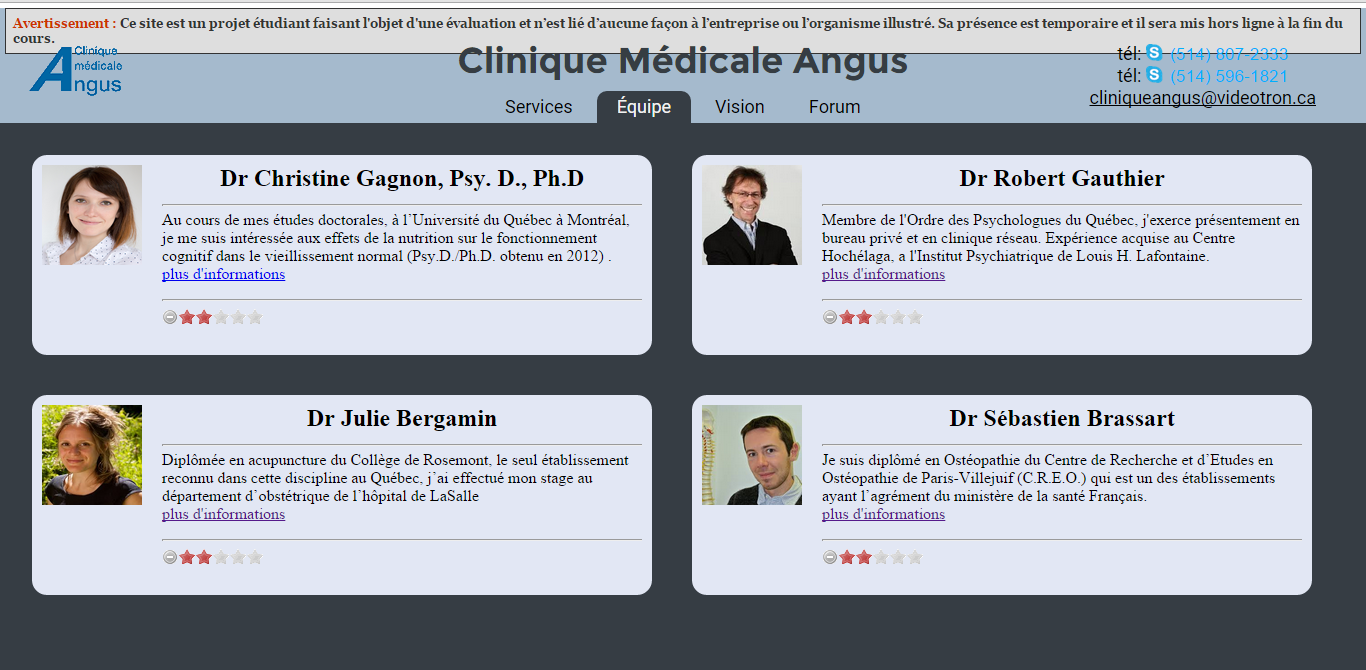 Avertissement : Ce site est un projet étudiant faisant l'objet d'une évaluation et n'est lié d'aucune façon à l'entreprise ou l'organisme illustré. Sa présence est temporaire et il sera mis hors ligne à la fin du
cours.
Clinique
médicale
Angus
Clinique Médicale Angus
tél: (514) 807-2333
tél: (514) 596-1821
cliniqueangus@videotron.ca
Services Équipe Vision Forum
Dr Christine Gagnon, Psy. D., Ph.D
Au cours de mes études doctorales, à l'Université du Québec à Montréal,
je me suis intéressée aux effets de la nutrition sur le fonctionnement
cognitif dans le vieillissement normal (Psy.D./Ph.D. obtenu en 2012) .
plus d'informations
Dr Robert Gauthier
Membre de l'Ordre des Psychologues du Québec, j'exerce présentement en
bureau privé et en clinique réseau. Expérience acquise au Centre
Hochélaga, a l'Institut Psychiatrique de Louis H. Lafontaine.
plus d'informations
Dr Julie Bergamin
Diplômée en acupuncture du Collège de Rosemont, le seul établissement
reconnu dans cette discipline au Québec, j'ai effectué mon stage au
département d'obstétrique de l'hôpital de LaSalle
plus d'informations
Dr Sébastien Brassart
Je suis diplômé en Ostéopathie du Centre de Recherche et d'Etudes en
Ostéopathie de Paris-Villejuif (C.R.E.O.) qui est un des établissements
ayant l'agrément du ministère de la santé Français.
plus d'informations